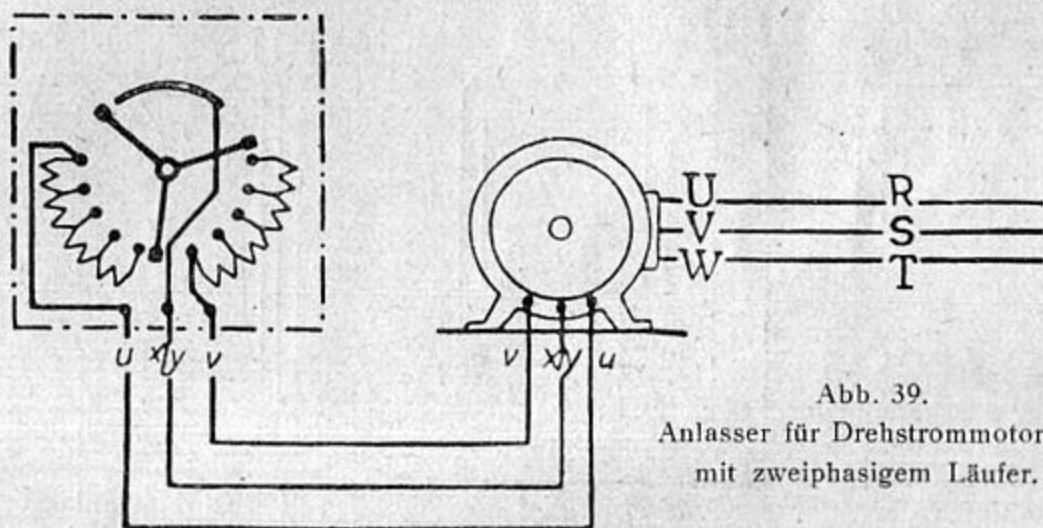 U R
V S
W T
u x/y v
v x/y u
Abb. 39.
Anlasser für Drehstrommotor
mit zweiphasigem Läufer.